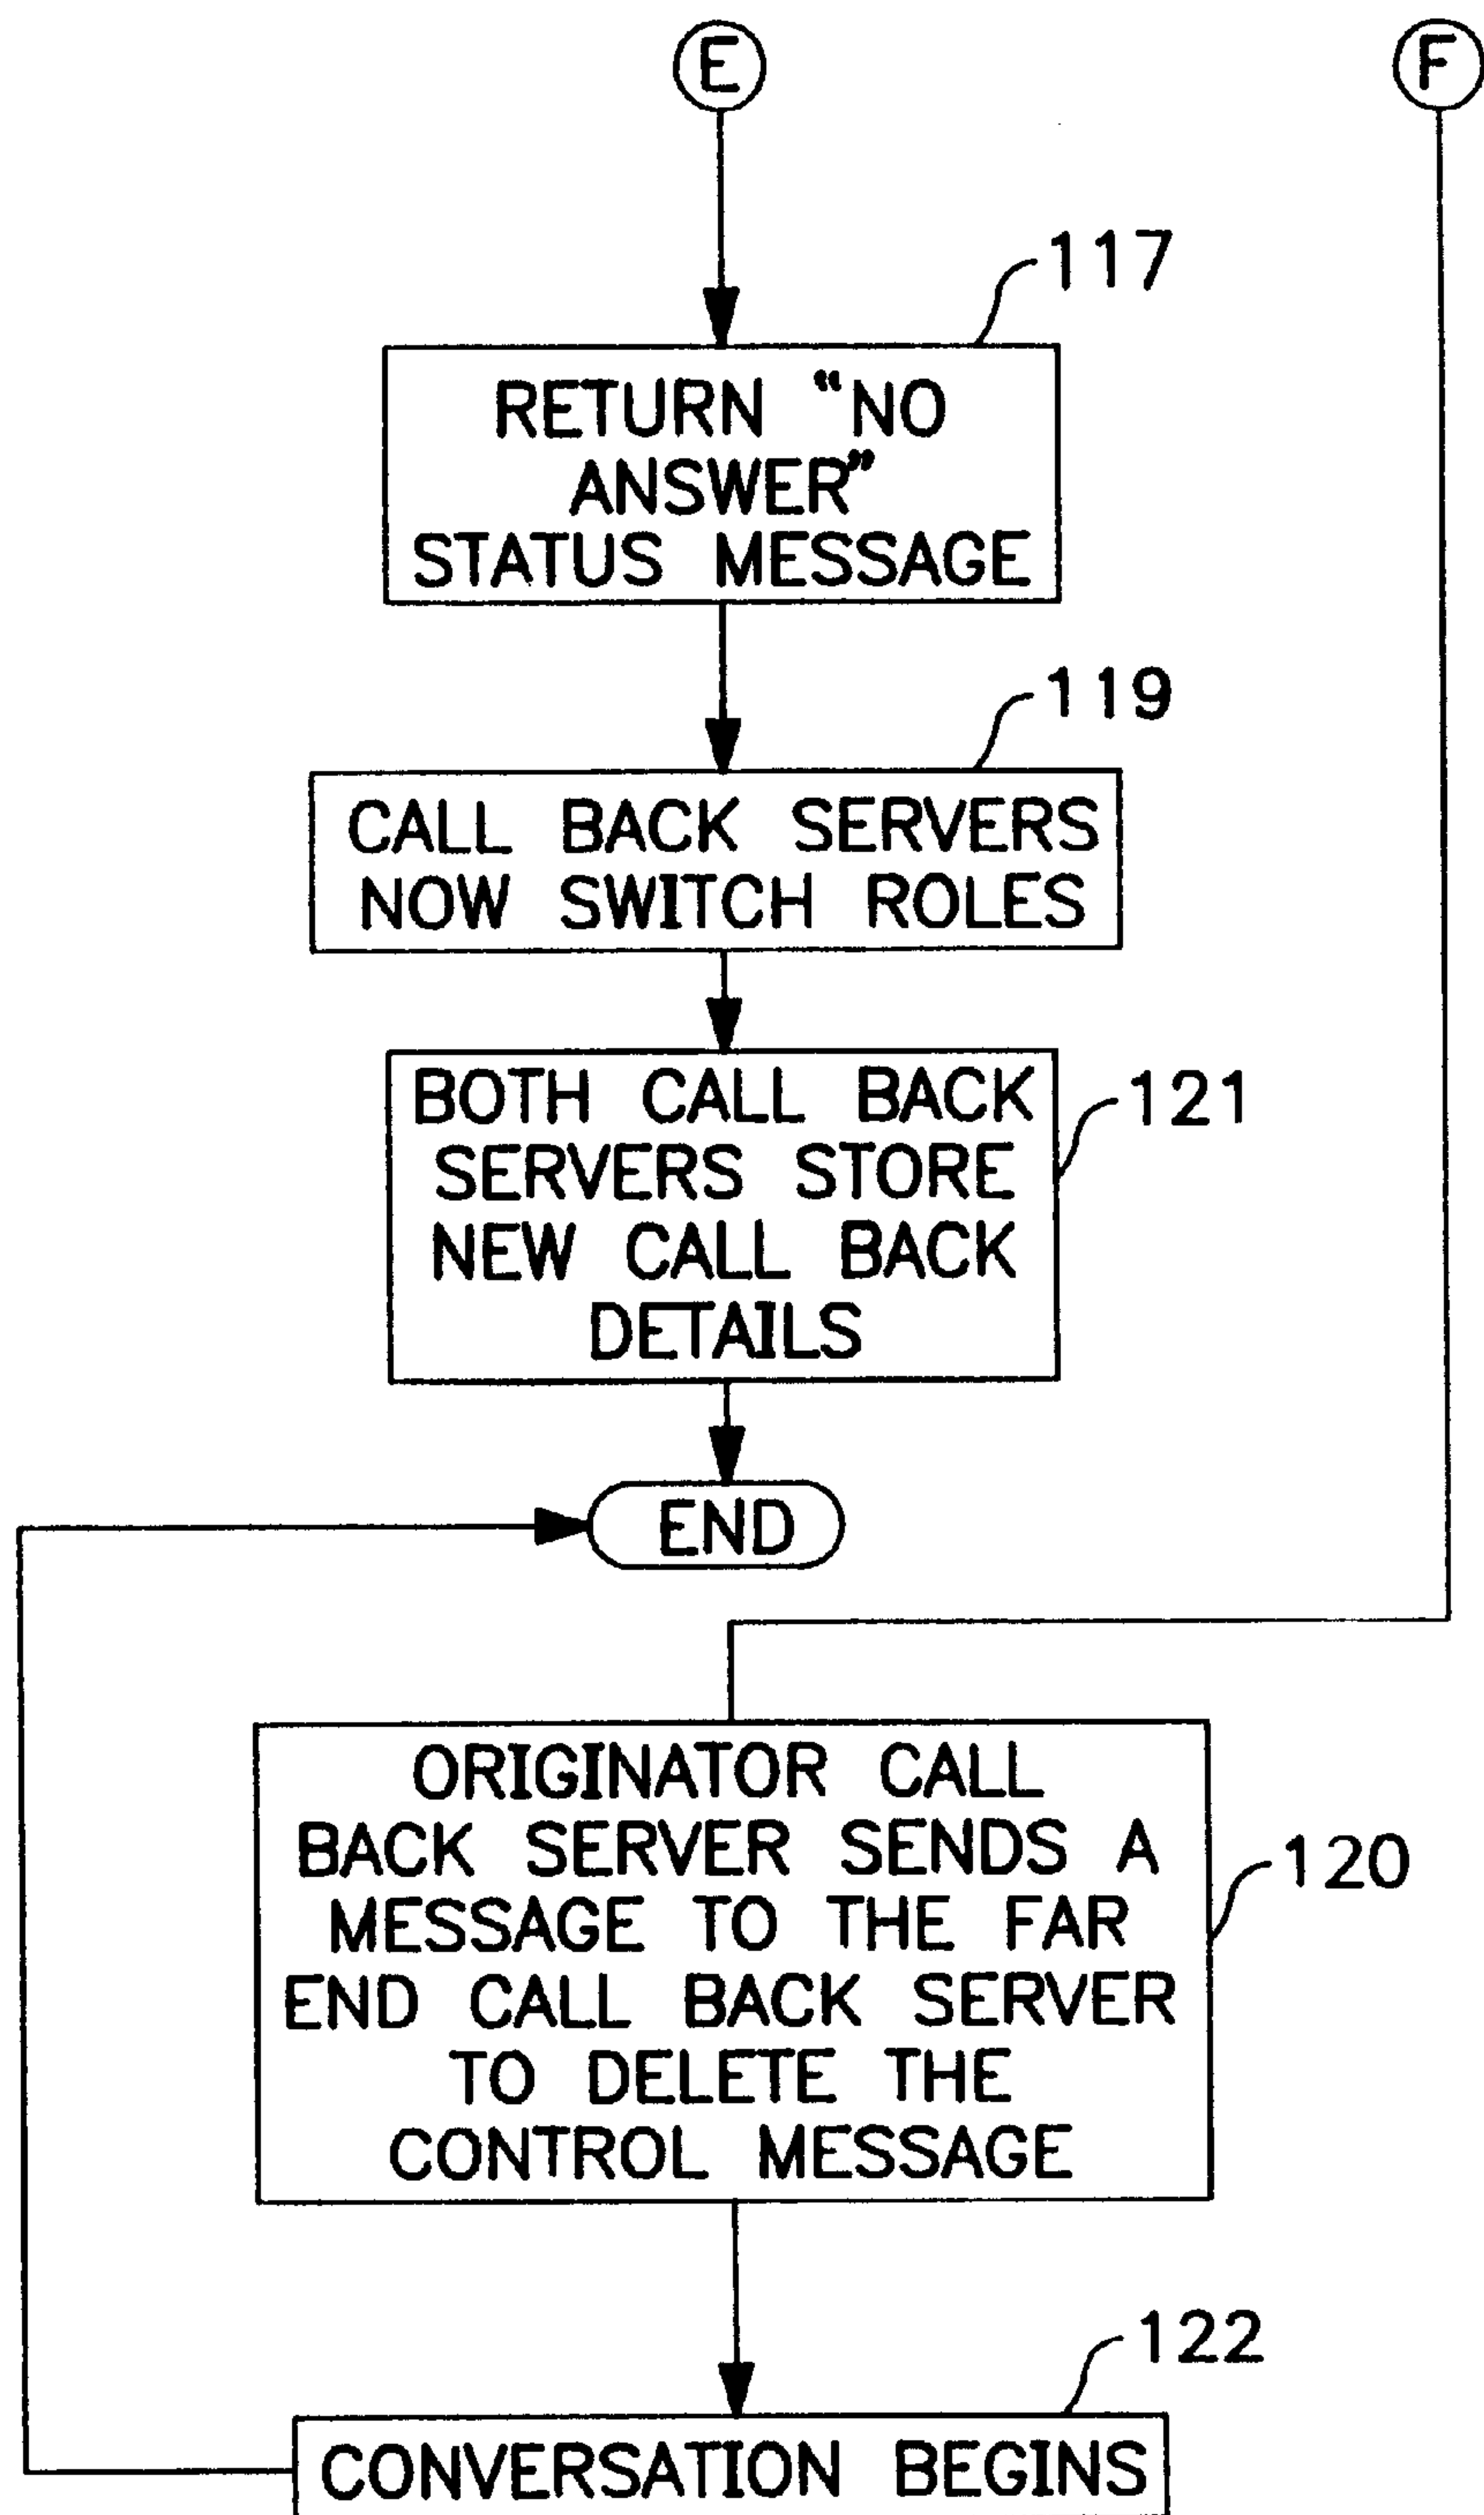 E
F
117
RETURN “NO
ANSWER”
STATUS MESSAGE
119
CALL BACK SERVERS
NOW SWITCH ROLES
121
BOTH CALL BACK
SERVERS STORE
NEW CALL BACK
DETAILS
END
120
ORIGINATOR CALL
BACK SERVER SENDS A
MESSAGE TO THE FAR
END CALL BACK SERVER
TO DELETE THE
CONTROL MESSAGE
122
CONVERSATION BEGINS